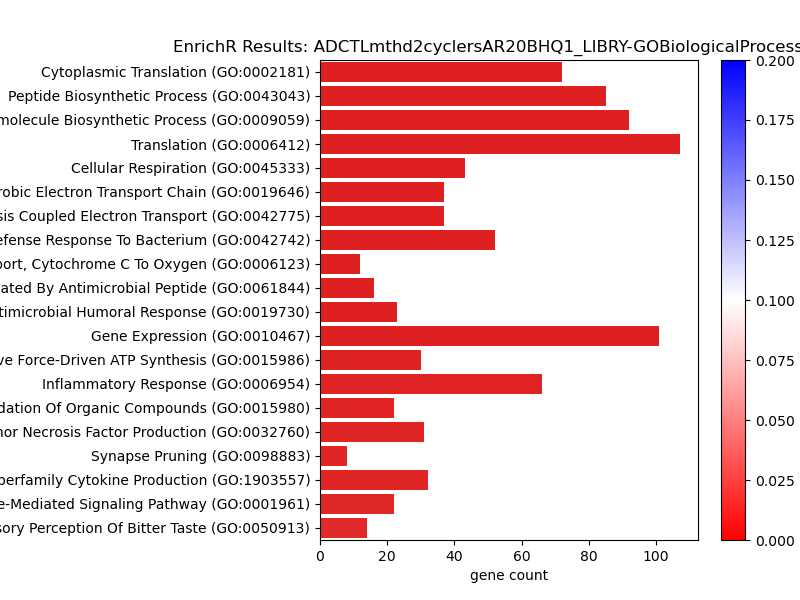 EnrichR Results: ADCTLmthd2cyclersAR20BHQ1_LIBRY-GOBiologicalProcess
Cytoplasmic Translation (GO:0002181)
Peptide Biosynthetic Process (GO:0043043)
molecule Biosynthetic Process (GO:0009059)
Translation (GO:0006412)
Cellular Respiration (GO:0045333)
robic Electron Transport Chain (GO:0019646)
sis Coupled Electron Transport (GO:0042775)
efense Response To Bacterium (GO:0042742)
port, Cytochrome C To Oxygen (GO:0006123)
ated By Antimicrobial Peptide (GO:0061844)
timicrobial Humoral Response (GO:0019730)
Gene Expression (GO:0010467)
ve Force-Driven ATP Synthesis (GO:0015986)
Inflammatory Response (GO:0006954)
dation Of Organic Compounds (GO:0015980)
or Necrosis Factor Production (GO:0032760)
Synapse Pruning (GO:0098883)
perfamily Cytokine Production (GO:1903557)
e-Mediated Signaling Pathway (GO:0001961)
ory Perception Of Bitter Taste (GO:0050913)
0 20 40 60 80 100
gene count
0.200
0.175
0.150
0.125
0.100
0.075
0.050
0.025
0.000